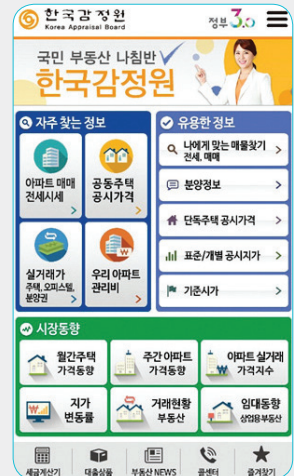 한국감정원
Korea Appraisal Board
정부 3.0
국민 부동산 나침반
한국감정원
자주 찾는 정보
아파트 매매
전세시세
공동주택
공시가격
실거래가
주택, 오피스텔,
분양권
우리 아파트
관리비
유용한 정보
나에게 맞는 매물찾기
전세, 매매
분양정보
단독주택 공시가격
표준/개별 공시지가
기준시가
시장동향
월간주택
가격동향
주간 아파트
가격동향
아파트 실거래
가격지수
지가
변동률
거래현황
부동산
임대동향
상업용부동산
세금계산기
대출상품
부동산 NEWS
콜센터
즐겨찾기